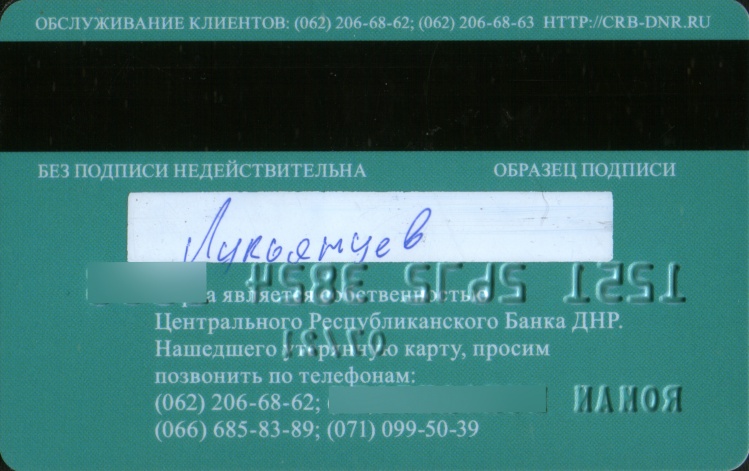 ОБСЛУЖИВАНИЕ КЛИЕНТОВ: (062) 206-68-62; (062) 206-68-63 HTTP://CRB-DNR.RU
БЕЗ ПОДПИСИ НЕДЕЙСТВИТЕЛЬНА ОБРАЗЕЦ ПОДПИСИ
Лукьянцев
является собственностью
Центрального Республиканского Банка ДНР.
Нашедшего утерянную карту, просим
позвонить по телефонам:
(062) 206-68-62;
ROMAN
(066) 685-83-89; (071) 099-50-39